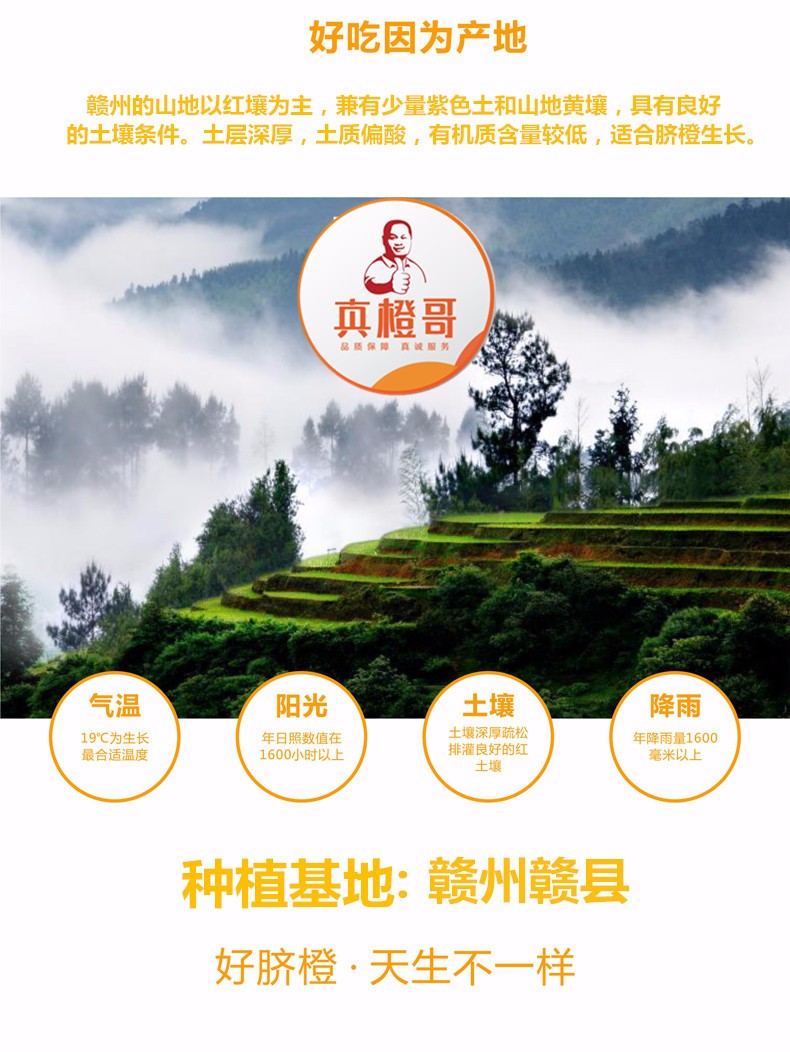 好吃因为产地
赣州的山地以红壤为主，兼有少量紫色土和山地黄壤，具有良好
的土壤条件。土层深厚，土质偏酸，有机质含量较低，适合脐橙生长。
真橙哥
品质保障 真诚服务
气温
19℃为生长
最合适温度
阳光
年日照数值在
1600小时以上
土壤
土壤深厚疏松
排灌良好的红
土壤
降雨
年降雨量1600
毫米以上
种植基地: 赣州赣县
好脐橙·天生不一样